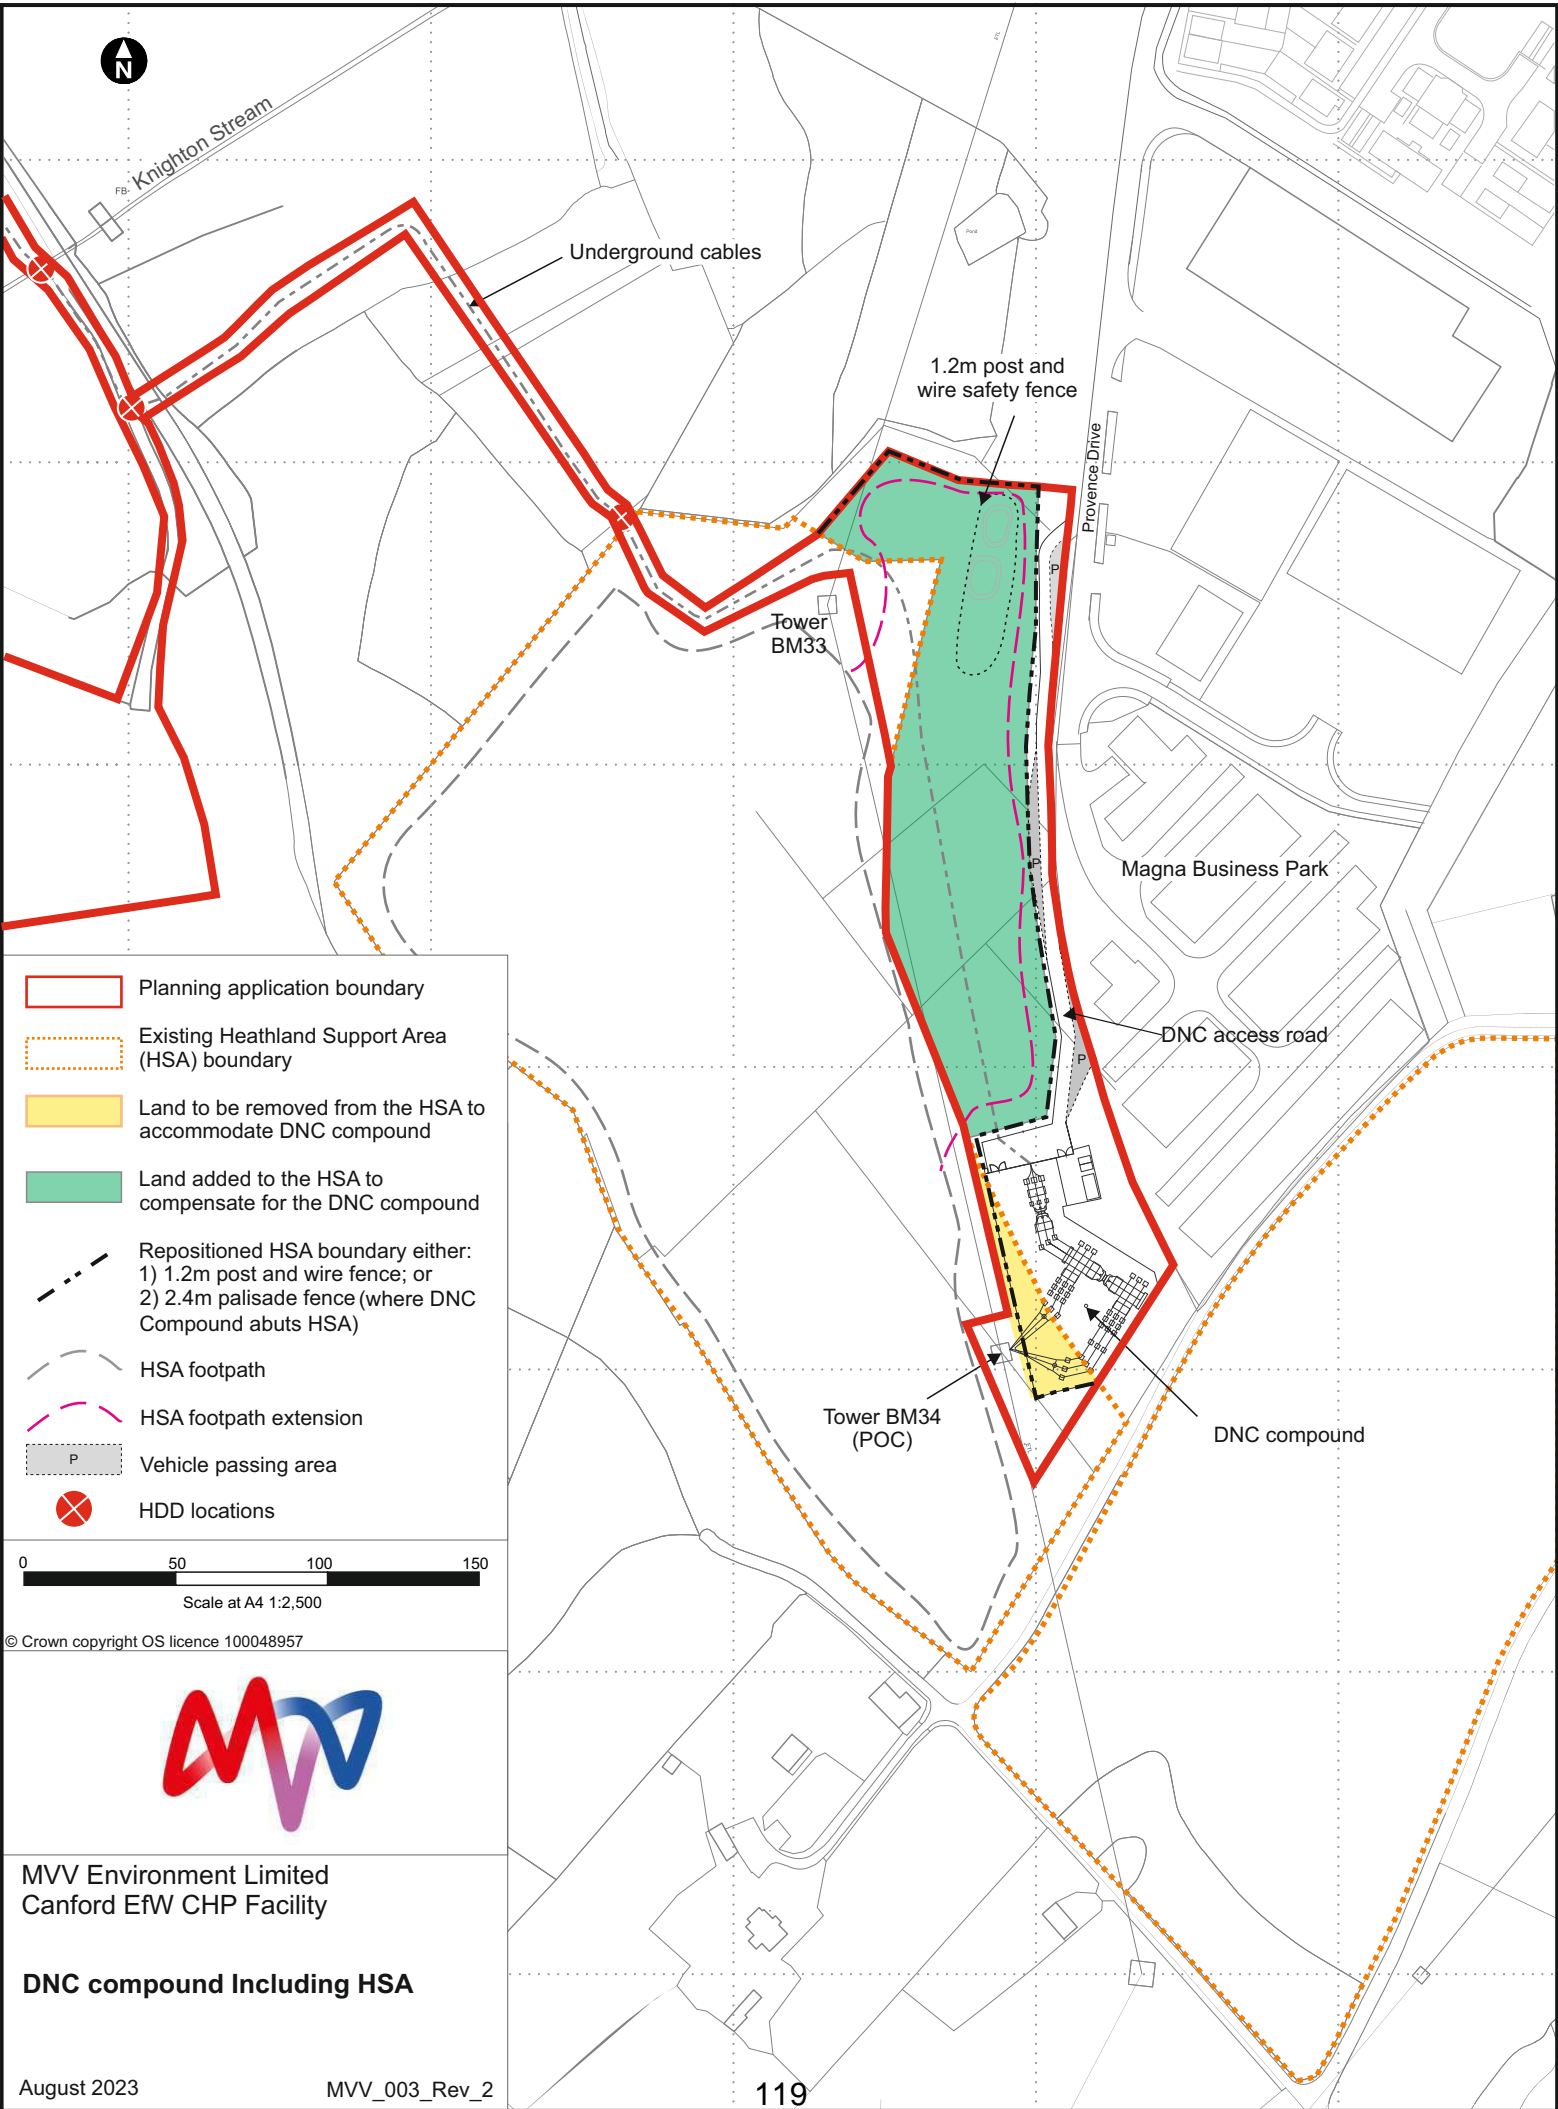 N
Knighton Stream
FB
ETL
Pond
Underground cables
1.2m post and
wire safety fence
Provence Drive
P
Tower
BM33
P
Magna Business Park
DNC access road
P
Tower BM34
(POC)
ETL
DNC compound
Planning application boundary
Existing Heathland Support Area
(HSA) boundary
Land to be removed from the HSA to
accommodate DNC compound
Land added to the HSA to
compensate for the DNC compound
Repositioned HSA boundary either:
1) 1.2m post and wire fence; or
2) 2.4m palisade fence (where DNC
Compound abuts HSA)
HSA footpath
HSA footpath extension
P
Vehicle passing area
HDD locations
0 50 100 150
Scale at A4 1:2,500
© Crown copyright OS licence 100048957
MVV
MVV Environment Limited
Canford EfW CHP Facility
DNC compound Including HSA
August 2023
MVV_003_Rev_2
119